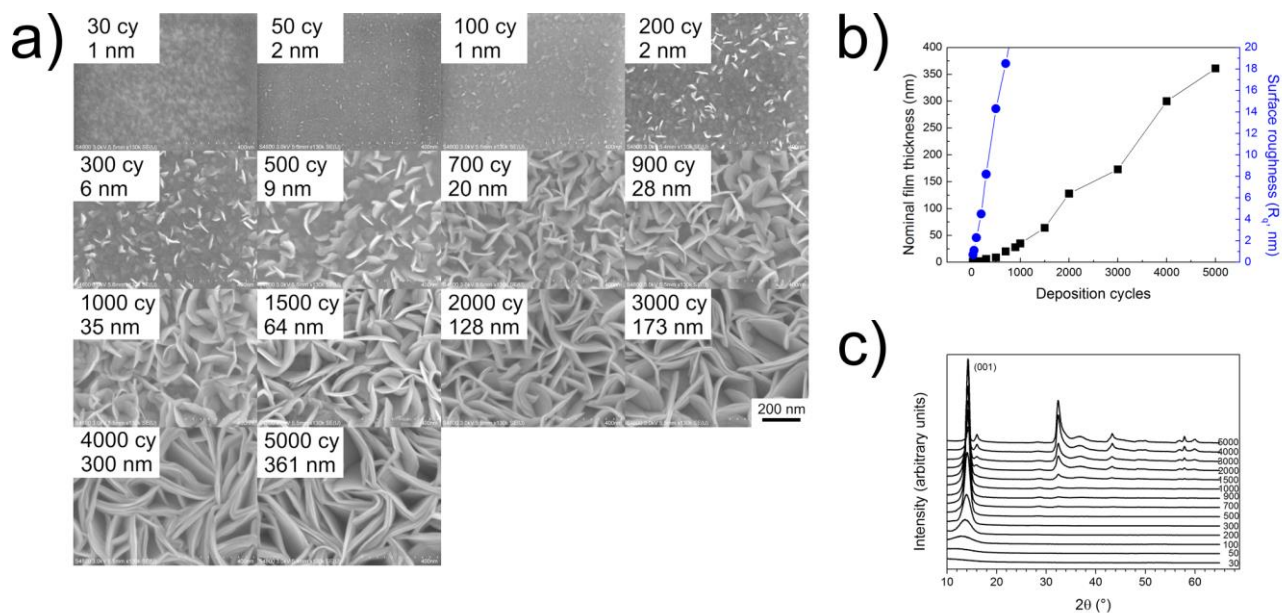 a)
30 cy
1 nm
50 cy
2 nm
100 cy
1 nm
200 cy
2 nm
300 cy
6 nm
500 cy
9 nm
700 cy
20 nm
900 cy
28 nm
1000 cy
35 nm
1500 cy
64 nm
2000 cy
128 nm
3000 cy
173 nm
200 nm
4000 cy
300 nm
5000 cy
361 nm
b)
Nominal film thickness (nm)
400
350
300
250
200
150
100
50
0
0 1000 2000 3000 4000 5000
Deposition cycles
20
18
16
14
12
10
8
6
4
2
0
Surface roughness (Rq, nm)
c)
Intensity (arbitrary units)
(001)
5000
4000
3000
2000
1500
1000
900
700
500
300
200
100
50
30
10 20 30 40 50 60
2θ (°)